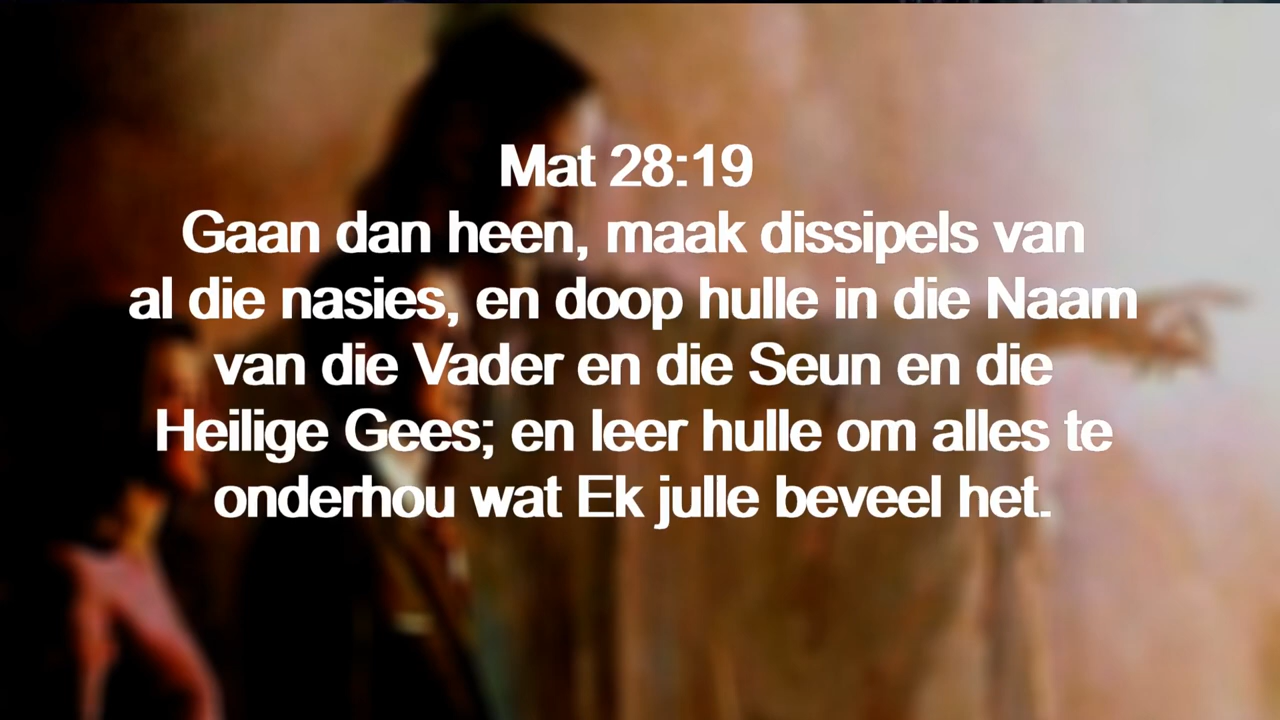 Mat 28:19
Gaan dan heen, maak dissipels van
al die nasies, en doop hulle in die Naam
van die Vader en die Seun en die
Heilige Gees; en leer hulle om alles te
onderhou wat Ek julle beveel het.